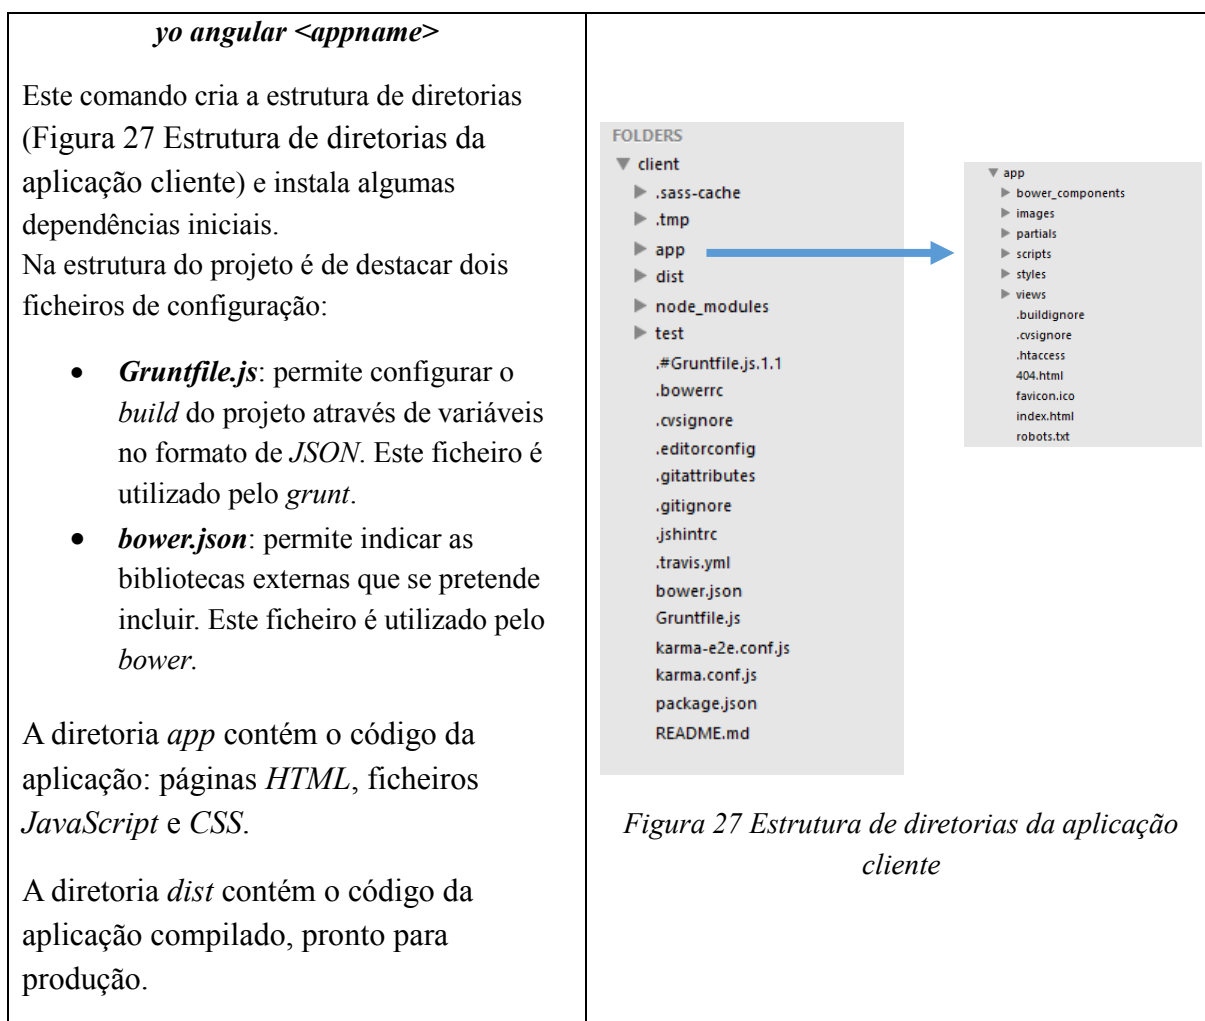 yo angular <appname>
Este comando cria a estrutura de diretorias
(Figura 27 Estrutura de diretorias da
aplicação cliente) e instala algumas
dependências iniciais.
Na estrutura do projeto é de destacar dois
ficheiros de configuração:
• Gruntfile.js: permite configurar o
build do projeto através de variáveis
no formato de JSON. Este ficheiro é
utilizado pelo grunt.
• bower.json: permite indicar as
bibliotecas externas que se pretende
incluir. Este ficheiro é utilizado pelo
bower.
A diretoria app contém o código da
aplicação: páginas HTML, ficheiros
JavaScript e CSS.
A diretoria dist contém o código da
aplicação compilado, pronto para
produção.
FOLDERS
client
.sass-cache
.tmp
app
dist
node_modules
test
.#Gruntfile.js.1.1
.bowerrc
.cvsignore
.editorconfig
.gitattributes
.gitignore
.jshintrc
.travis.yml
bower.json
Gruntfile.js
karma-e2e.conf.js
karma.conf.js
package.json
README.md
app
bower_components
images
partials
scripts
styles
views
.buildignore
.cvsignore
.htaccess
404.html
favicon.ico
index.html
robots.txt
Figura 27 Estrutura de diretorias da aplicação
cliente